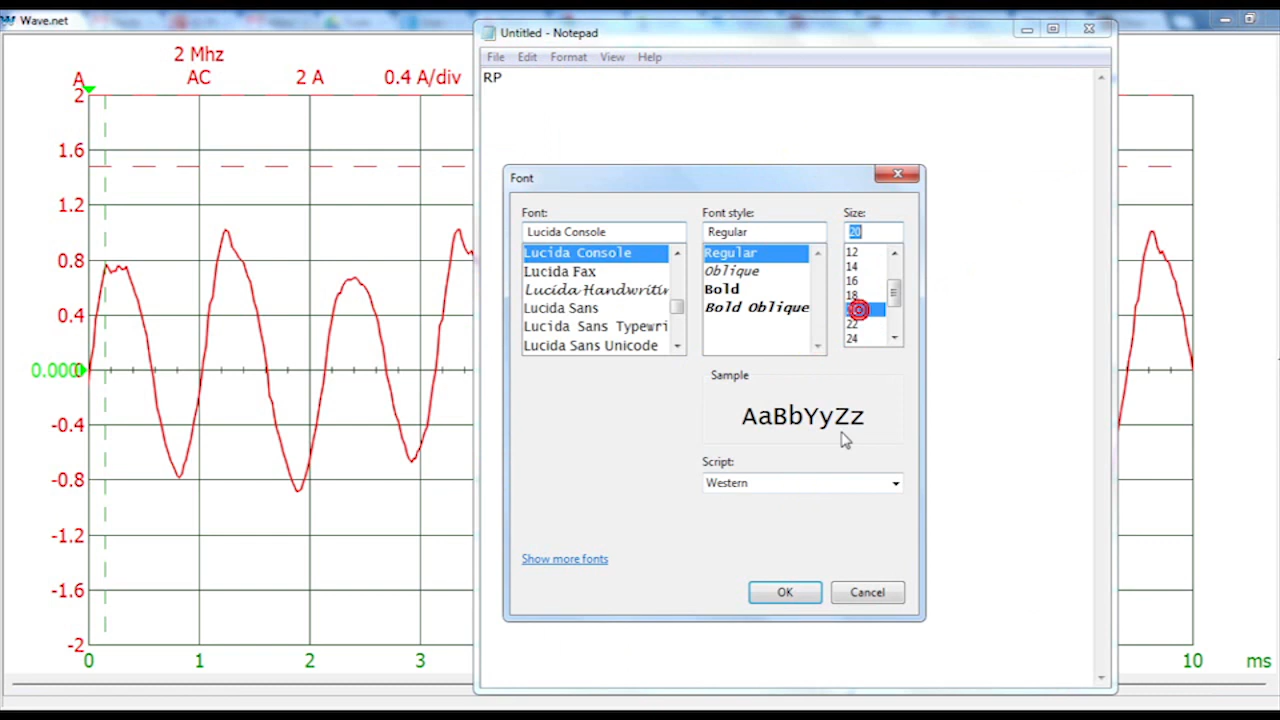 Wave.net
2 Mhz
A
AC
2 A
0.4 A/div
2
1.6
1.2
0.8
0.4
0.000
0
-0.4
-0.8
-1.2
-1.6
-2
0
1
2
3
10
ms
Untitled - Notepad
File Edit Format View Help
RP
Font
Font:
Lucida Console
Lucida Console
Lucida Fax
Lucida Handwritin
Lucida Sans
Lucida Sans Typewri
Lucida Sans Unicode
Font style:
Regular
Regular
Oblique
Bold
Bold Oblique
Size:
20
12
14
16
18
22
24
Sample
AaBbYyZz
Script:
Western
Show more fonts
OK
Cancel